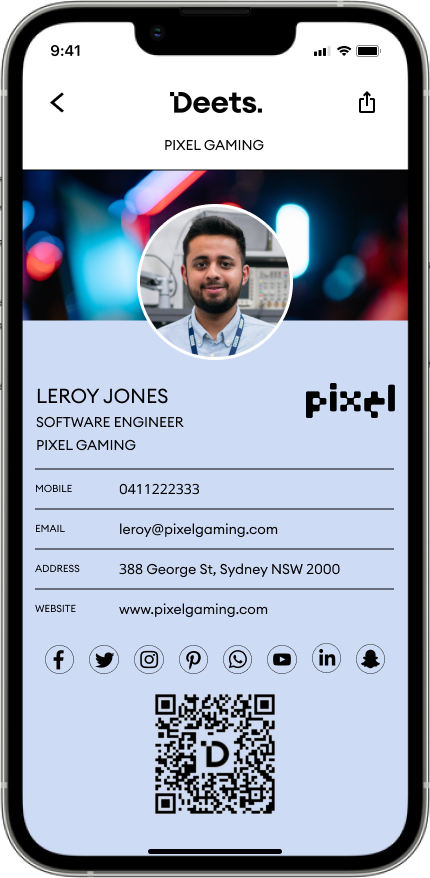 9:41
Deets.
PIXEL GAMING
LEROY JONES
pixel
SOFTWARE ENGINEER
PIXEL GAMING
MOBILE 0411222333
EMAIL leroy@pixelgaming.com
ADDRESS 388 George St, Sydney NSW 2000
WEBSITE www.pixelgaming.com
D